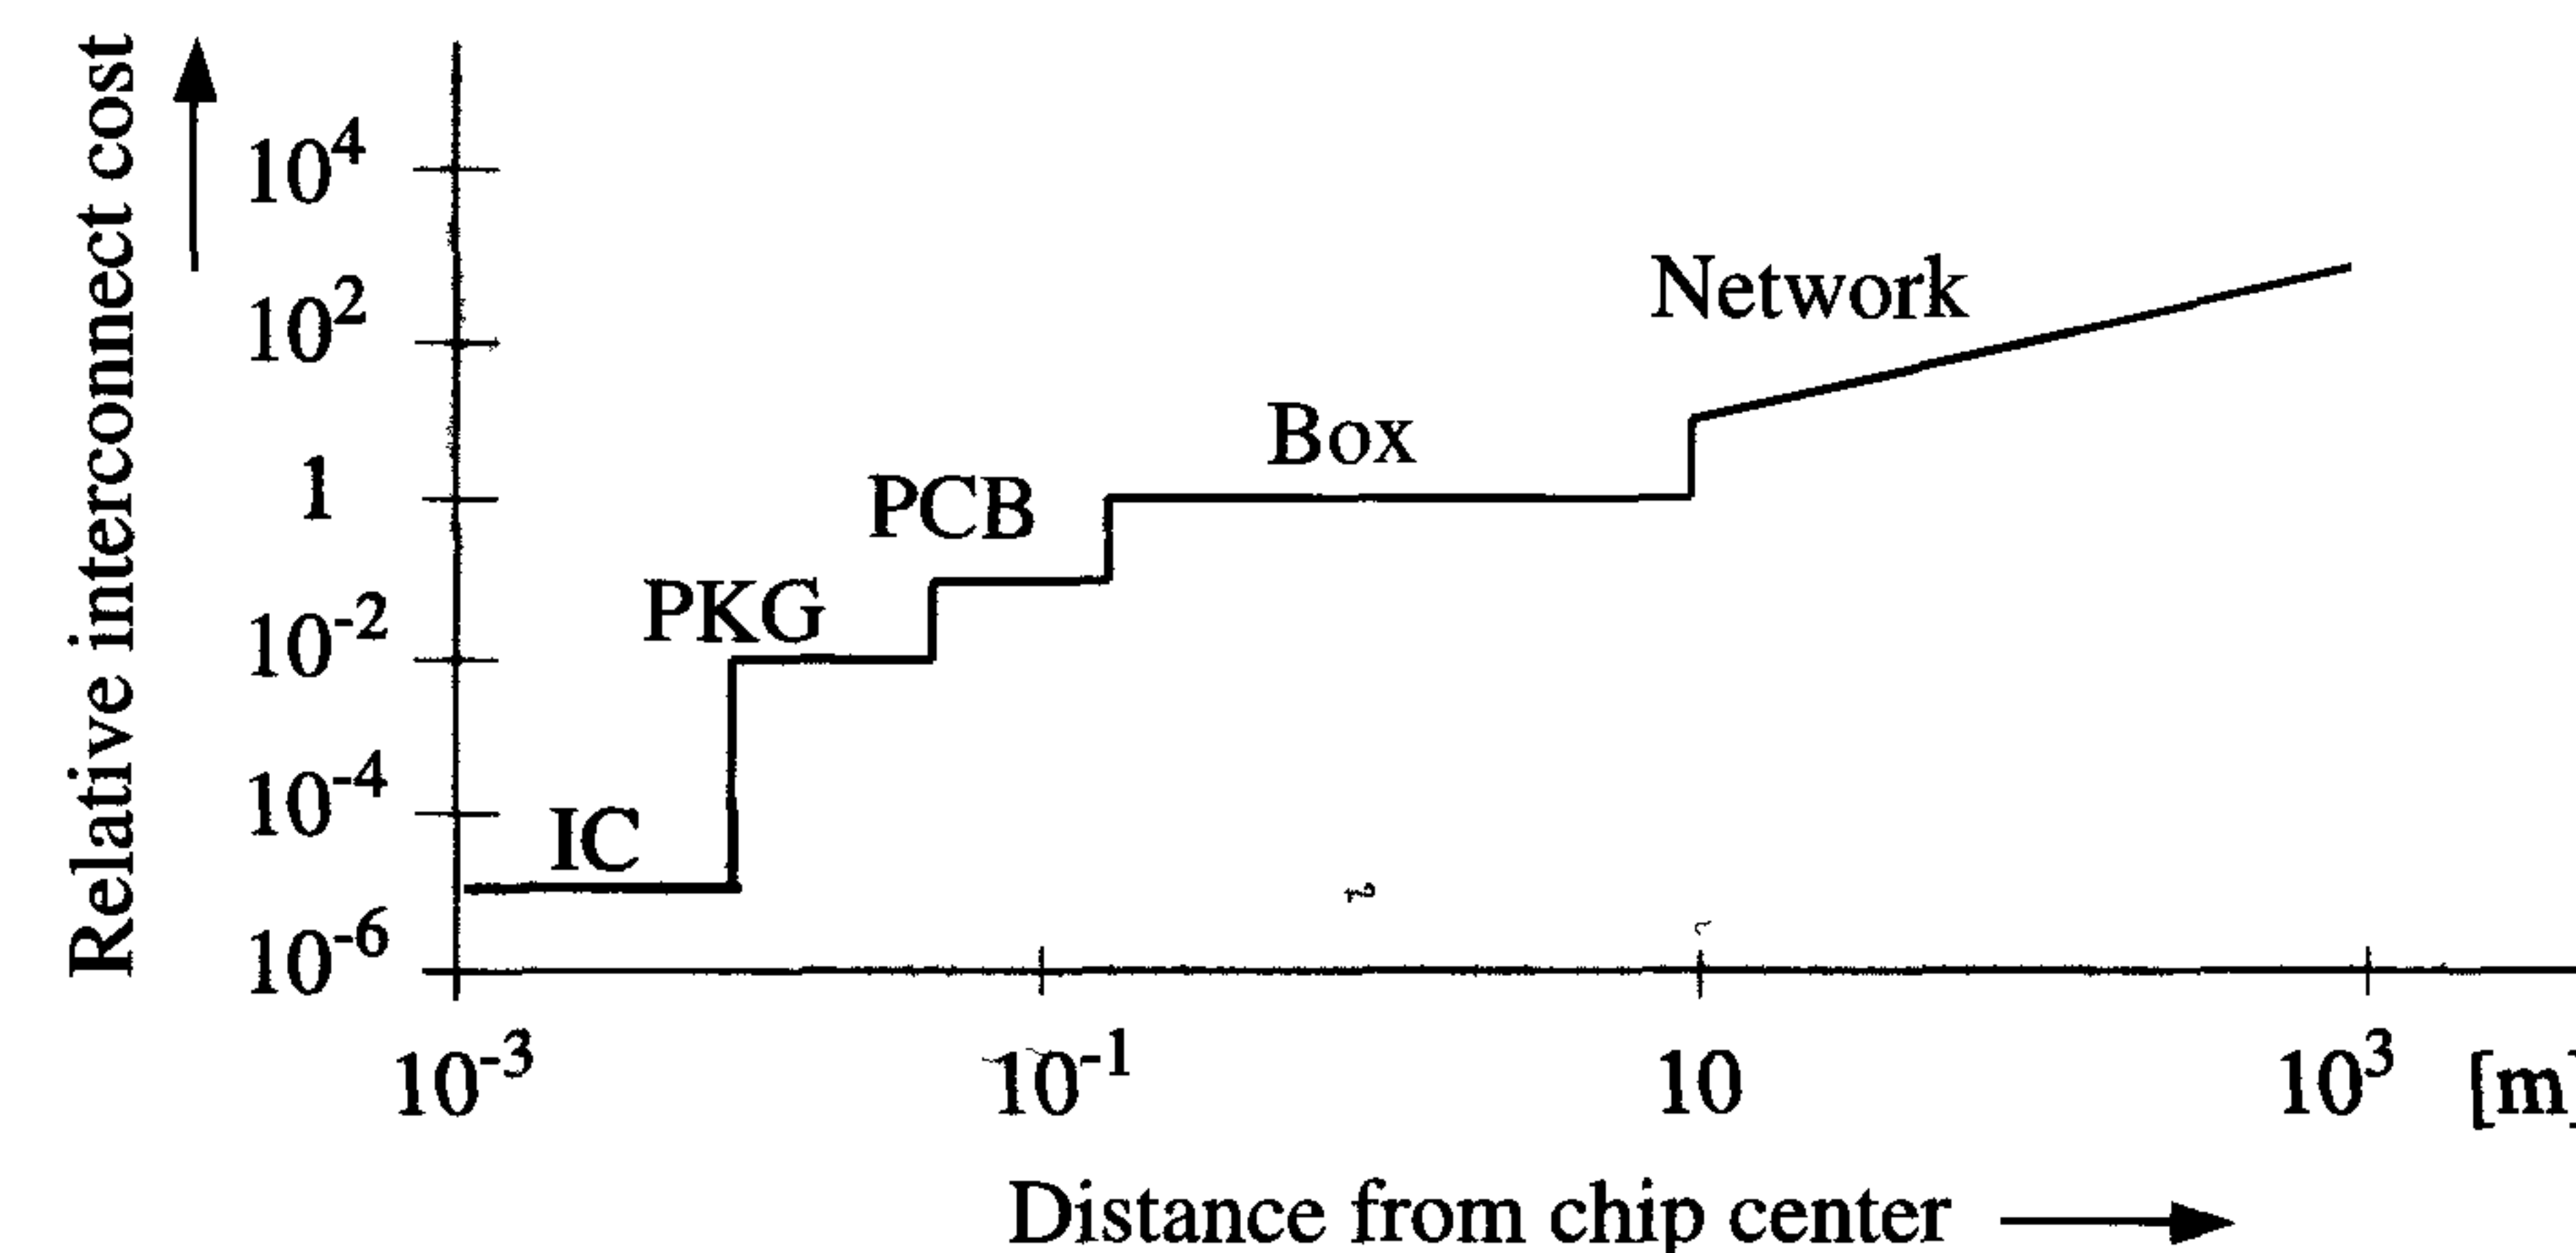 Relative interconnect cost
10^4
10^2
1
10^-2
10^-4
10^-6
Network
Box
PCB
PKG
IC
10^-3 10^-1 10 10^3 [m]
Distance from chip center